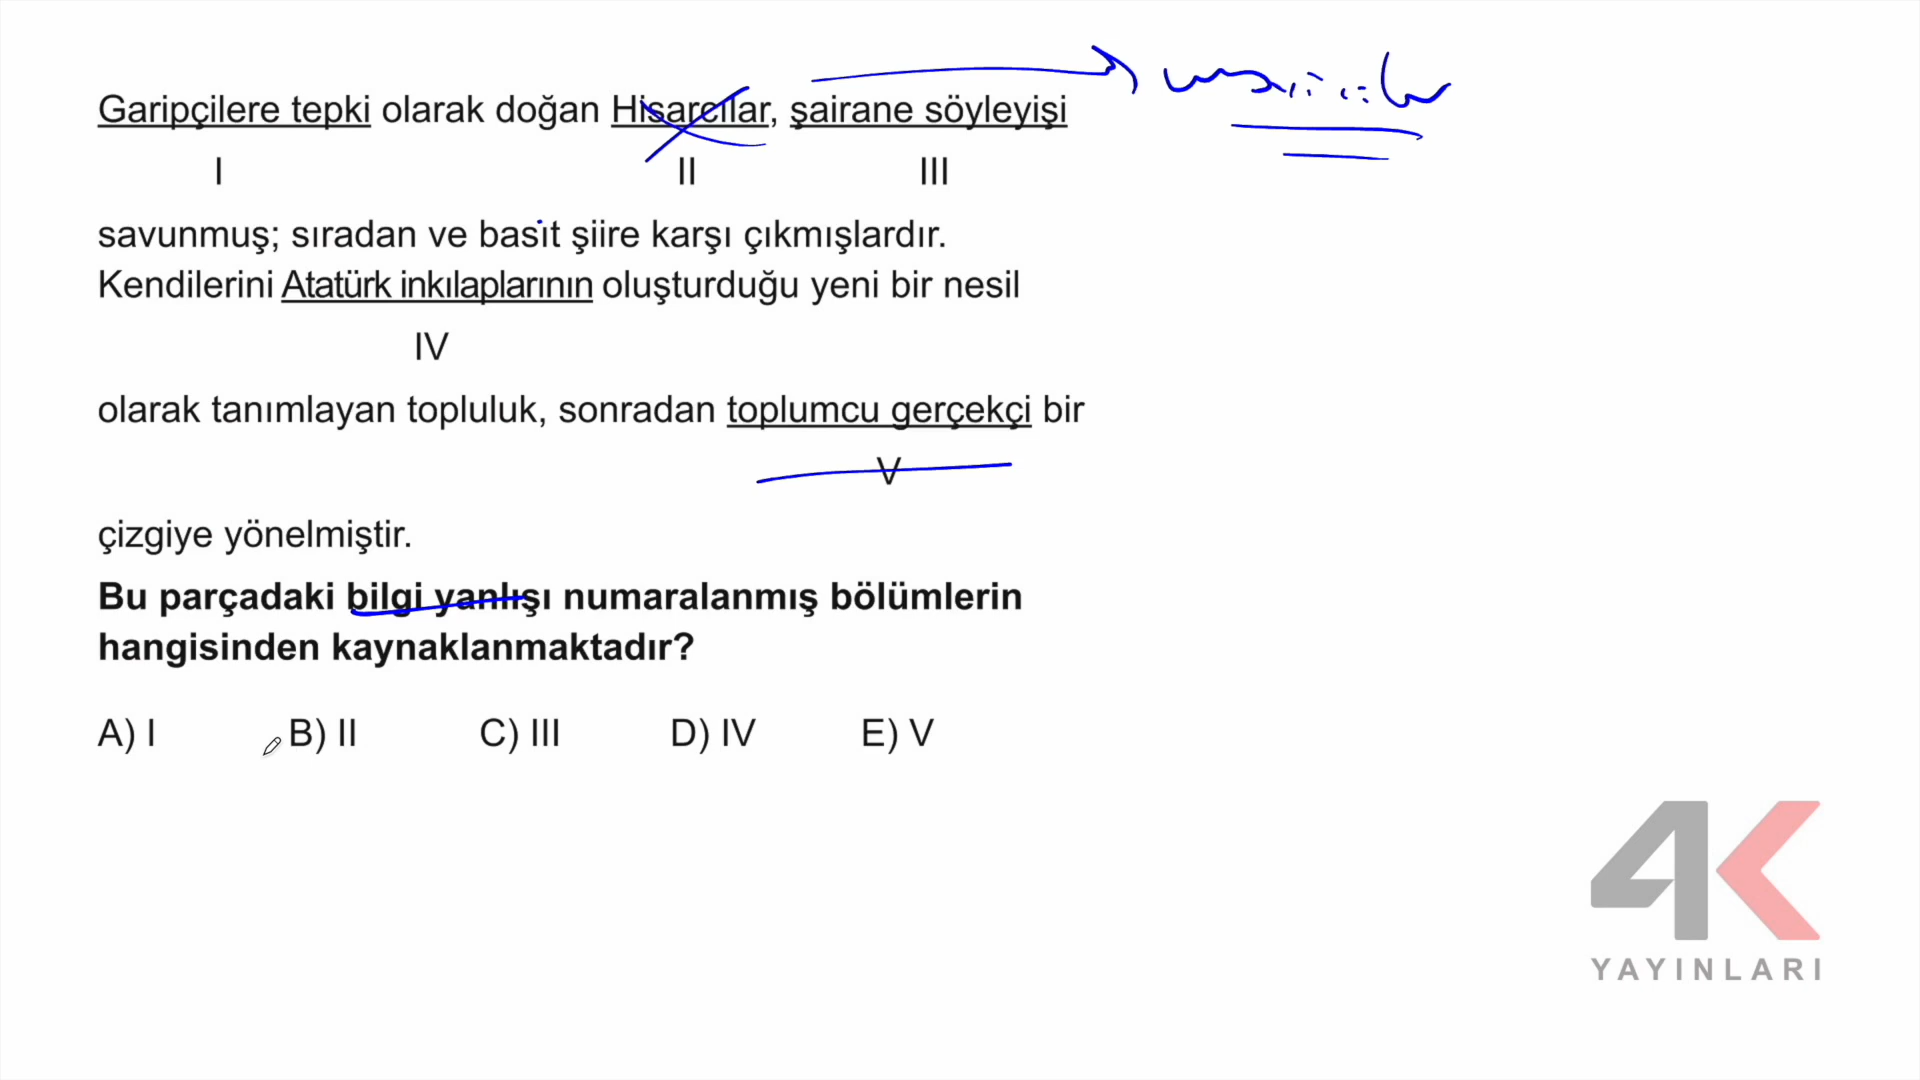 Garipçilere tepki olarak doğan Hisarcılar, şairane söyleyişi
I II III
savunmuş; sıradan ve basit şiire karşı çıkmışlardır.
Kendilerini Atatürk inkılaplarının oluşturduğu yeni bir nesil
IV
olarak tanımlayan topluluk, sonradan toplumcu gerçekçi bir
V
çizgiye yönelmiştir.
Bu parçadaki bilgi yanlışı numaralanmış bölümlerin
hangisinden kaynaklanmaktadır?
A) I B) II C) III D) IV E) V
4K
YAYINLARI